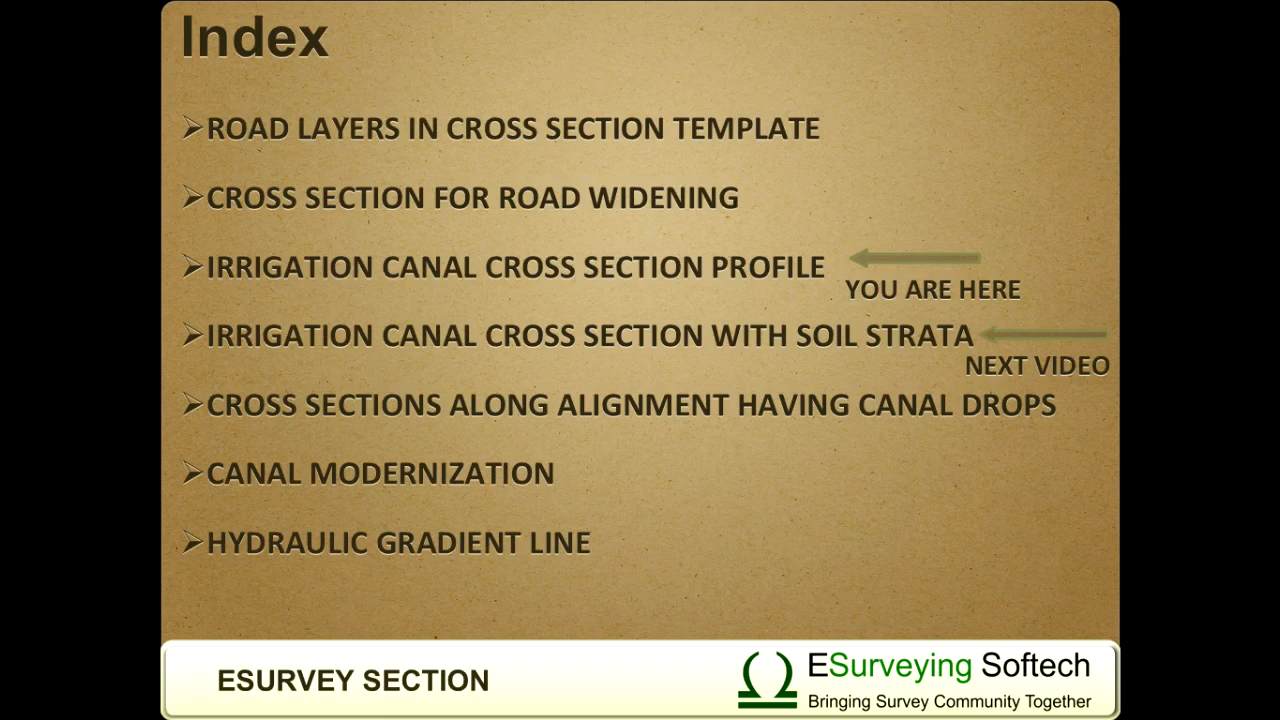 Index
➢ROAD LAYERS IN CROSS SECTION TEMPLATE
➢CROSS SECTION FOR ROAD WIDENING
➢IRRIGATION CANAL CROSS SECTION PROFILE
YOU ARE HERE
➢IRRIGATION CANAL CROSS SECTION WITH SOIL STRATA
NEXT VIDEO
➢CROSS SECTIONS ALONG ALIGNMENT HAVING CANAL DROPS
➢CANAL MODERNIZATION
➢HYDRAULIC GRADIENT LINE
ESURVEY SECTION
ESurveying Softech
Bringing Survey Community Together